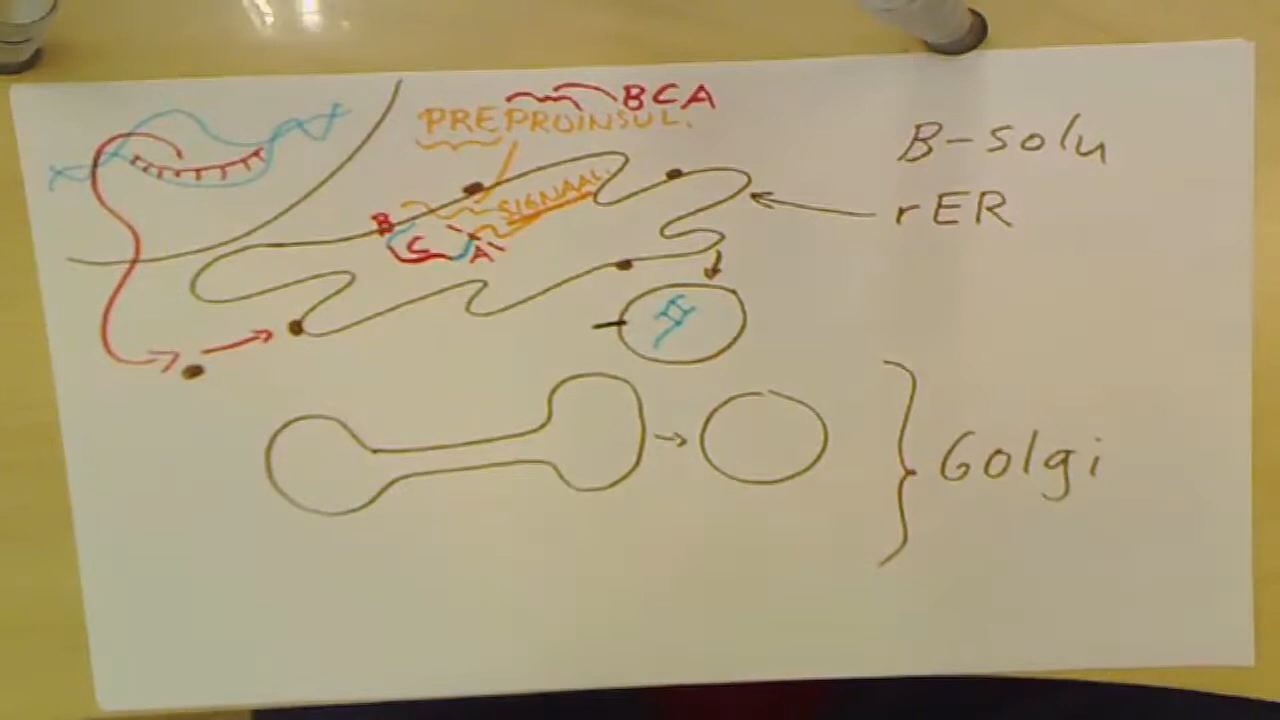 BCA
PREPROINSUL.
B-solu
SIGNAAL.
rER
B
C
A
Golgi